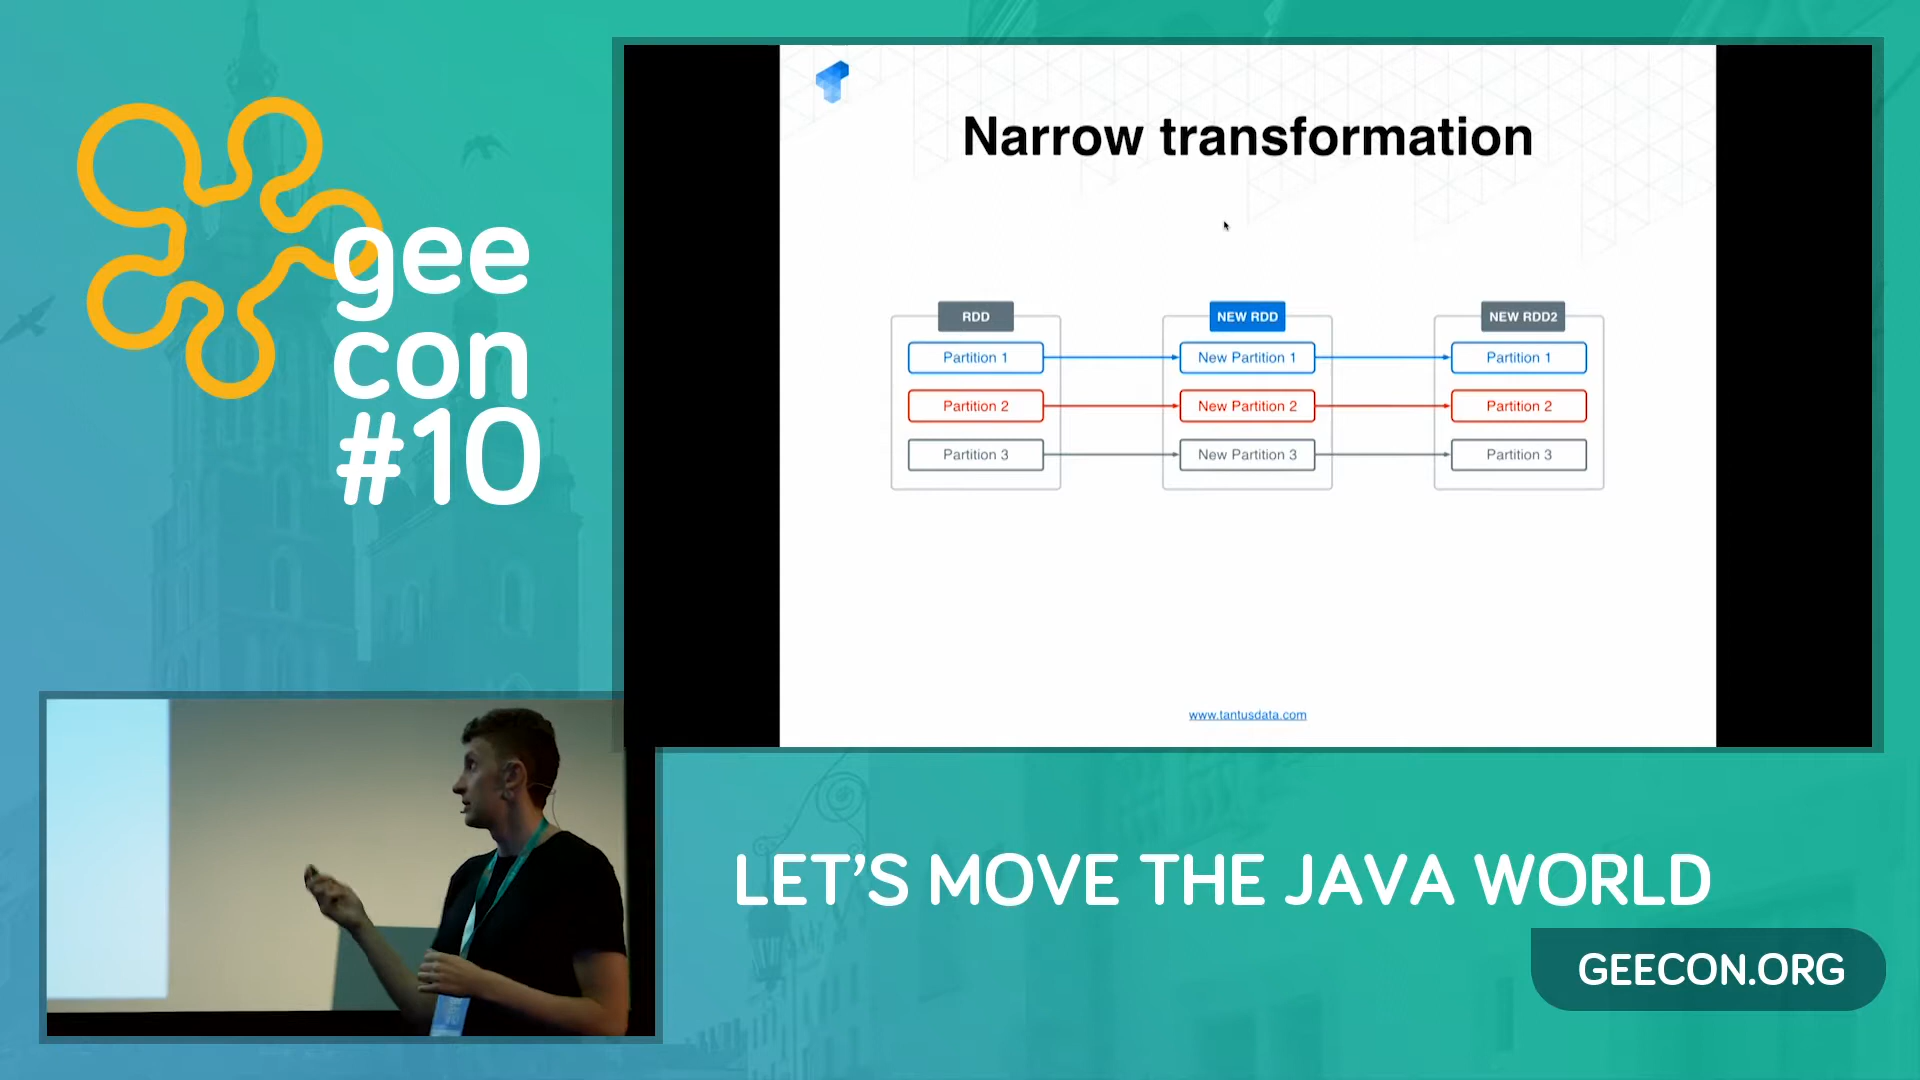 gee
con
#10
Narrow transformation
RDD
NEW RDD
NEW RDD2
Partition 1
New Partition 1
Partition 1
Partition 2
New Partition 2
Partition 2
Partition 3
New Partition 3
Partition 3
www.tantusdata.com
LET'S MOVE THE JAVA WORLD
GEECON.ORG